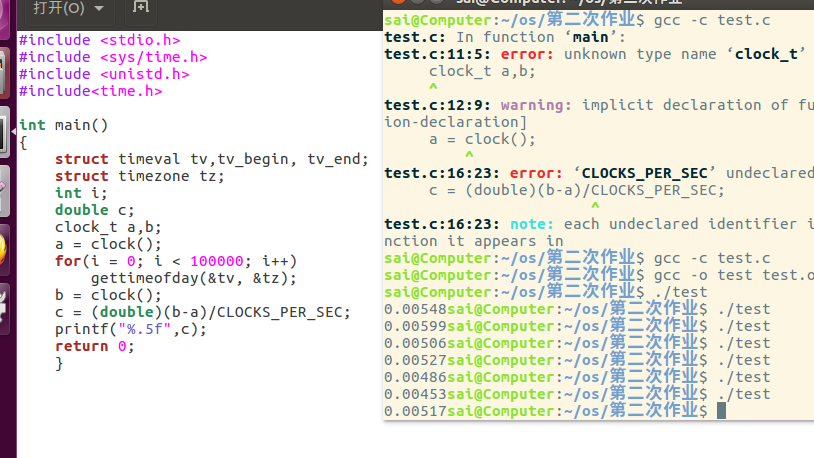 打开(O)
#include <stdio.h>
#include <sys/time.h>
#include <unistd.h>
#include<time.h>
int main()
{
struct timeval tv,tv_begin, tv_end;
struct timezone tz;
int i;
double c;
clock_t a,b;
a = clock();
for(i = 0; i < 100000; i++)
gettimeofday(&tv, &tz);
b = clock();
c = (double)(b-a)/CLOCKS_PER_SEC;
printf("%.5f",c);
return 0;
}
sai@Computer: ~/os/第二次作业
sai@Computer:~/os/第二次作业$ gcc -c test.c
test.c: In function ‘main’:
test.c:11:5: error: unknown type name ‘clock_t’
clock_t a,b;
^
test.c:12:9: warning: implicit declaration of fu
ion-declaration]
a = clock();
^
test.c:16:23: error: ‘CLOCKS_PER_SEC’ undeclared
c = (double)(b-a)/CLOCKS_PER_SEC;
^
test.c:16:23: note: each undeclared identifier i
nction it appears in
sai@Computer:~/os/第二次作业$ gcc -c test.c
sai@Computer:~/os/第二次作业$ gcc -o test test.o
sai@Computer:~/os/第二次作业$ ./test
0.00548sai@Computer:~/os/第二次作业$ ./test
0.00599sai@Computer:~/os/第二次作业$ ./test
0.00506sai@Computer:~/os/第二次作业$ ./test
0.00527sai@Computer:~/os/第二次作业$ ./test
0.00486sai@Computer:~/os/第二次作业$ ./test
0.00453sai@Computer:~/os/第二次作业$ ./test
0.00517sai@Computer:~/os/第二次作业$